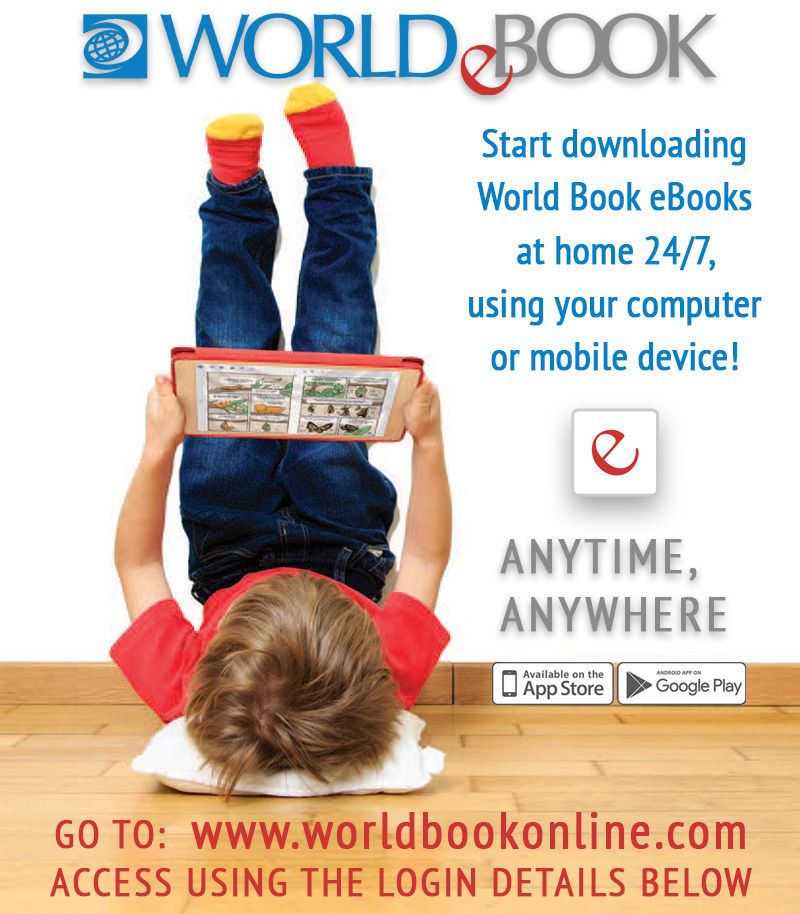 WORLD eBOOK
Start downloading
World Book eBooks
at home 24/7,
using your computer
or mobile device!
e
ANYTIME,
ANYWHERE
Available on the
App Store
ANDROID APP ON
Google Play
GO TO: www.worldbookonline.com
ACCESS USING THE LOGIN DETAILS BELOW